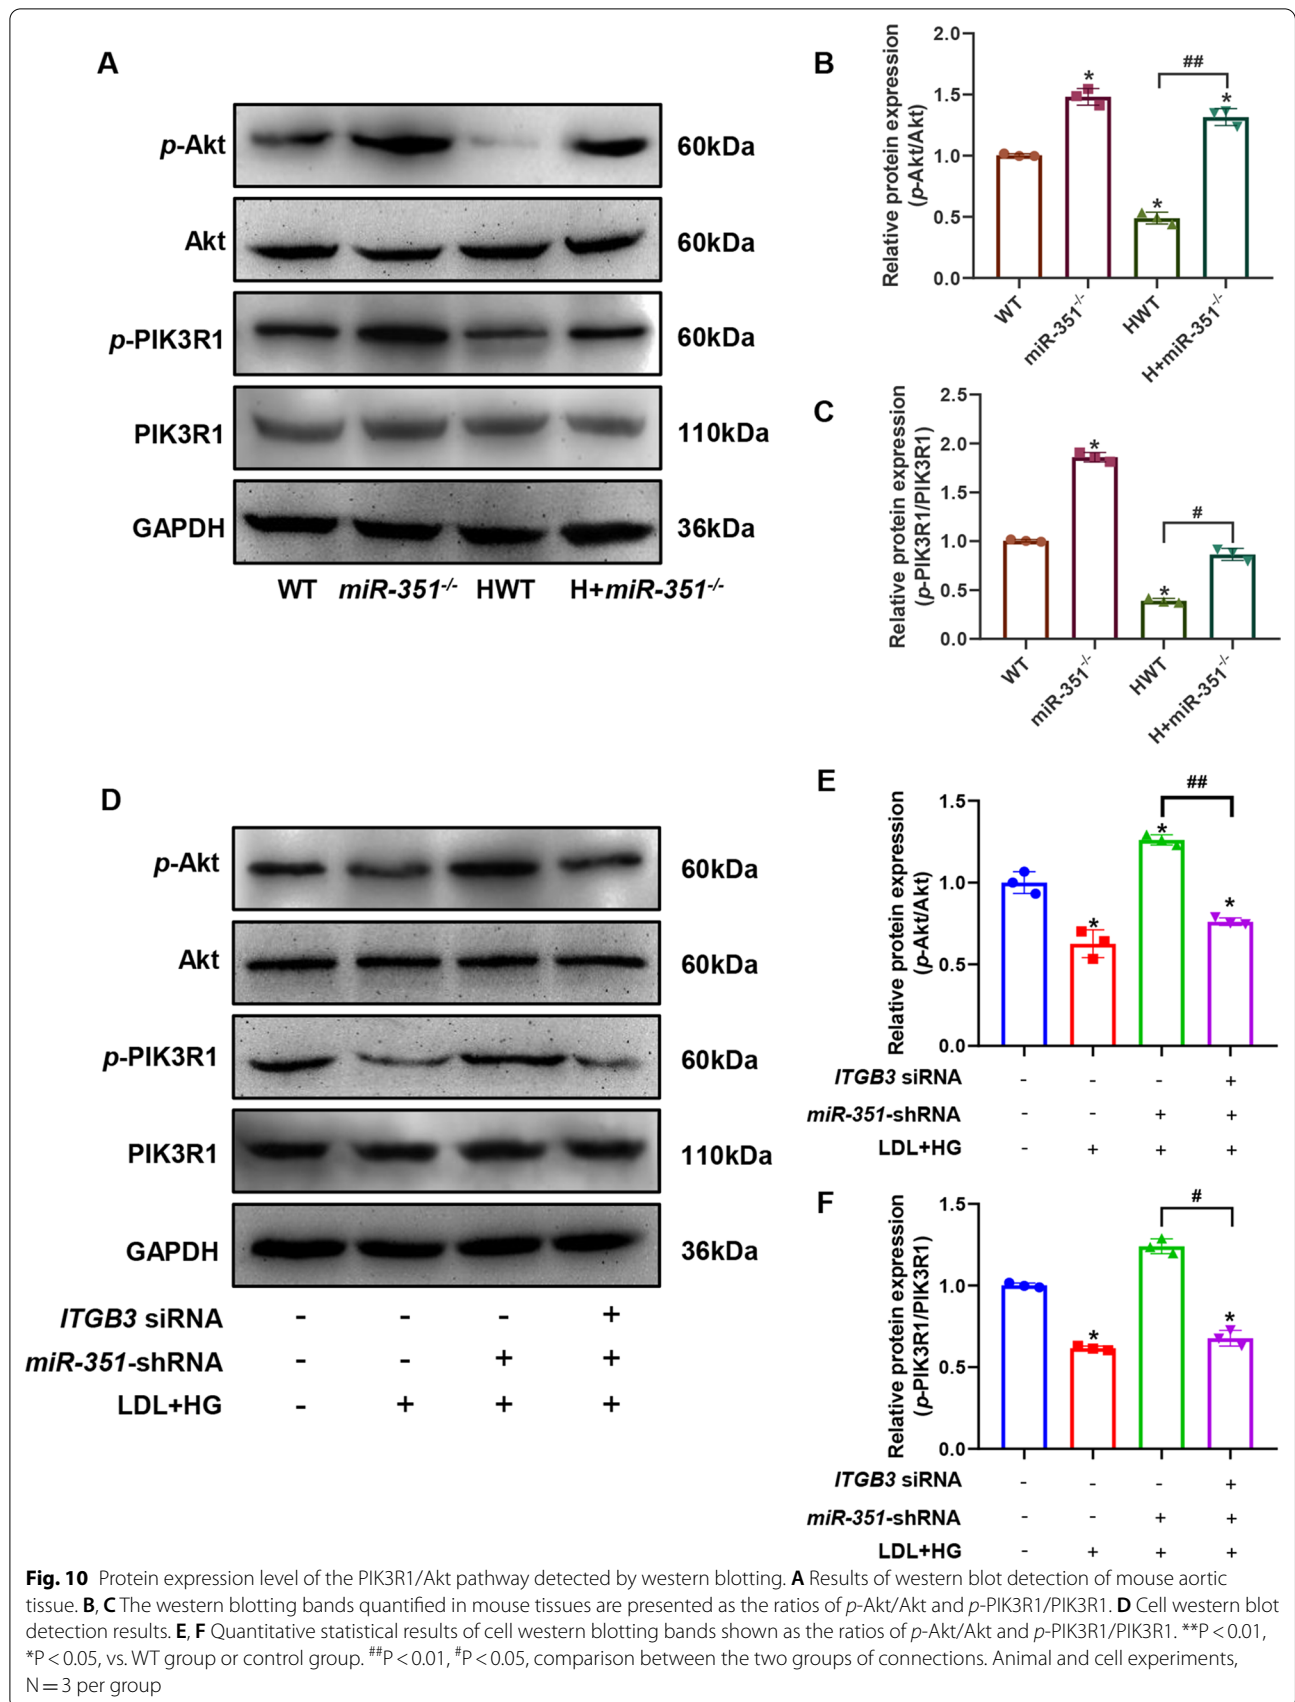 A
p-Akt
60kDa
Akt
60kDa
p-PIK3R1
60kDa
PIK3R1
110kDa
GAPDH
36kDa
WT miR-351-/- HWT H+miR-351-/-
B
Relative protein expression
(p-Akt/Akt)
2.0
1.5
1.0
0.5
0.0
* * * ##
WT miR-351-/- HWT H+miR-351-/-
C
Relative protein expression
(p-PIK3R1/PIK3R1)
2.5
2.0
1.5
1.0
0.5
0.0
* * #
WT miR-351-/- HWT H+miR-351-/-
D
p-Akt
60kDa
Akt
60kDa
p-PIK3R1
60kDa
PIK3R1
110kDa
GAPDH
36kDa
ITGB3 siRNA - - - +
miR-351-shRNA - - + +
LDL+HG - + + +
E
Relative protein expression
(p-Akt/Akt)
1.5
1.0
0.5
0.0
* * * ##
ITGB3 siRNA - - - +
miR-351-shRNA - - + +
LDL+HG - + + +
F
Relative protein expression
(p-PIK3R1/PIK3R1)
1.5
1.0
0.5
0.0
* * #
ITGB3 siRNA - - - +
miR-351-shRNA - - + +
LDL+HG - + + +
Fig. 10 Protein expression level of the PIK3R1/Akt pathway detected by western blotting. A Results of western blot detection of mouse aortic
tissue. B, C The western blotting bands quantified in mouse tissues are presented as the ratios of p-Akt/Akt and p-PIK3R1/PIK3R1. D Cell western blot
detection results. E, F Quantitative statistical results of cell western blotting bands shown as the ratios of p-Akt/Akt and p-PIK3R1/PIK3R1. **P < 0.01,
*P < 0.05, vs. WT group or control group. ##P < 0.01, #P < 0.05, comparison between the two groups of connections. Animal and cell experiments,
N = 3 per group